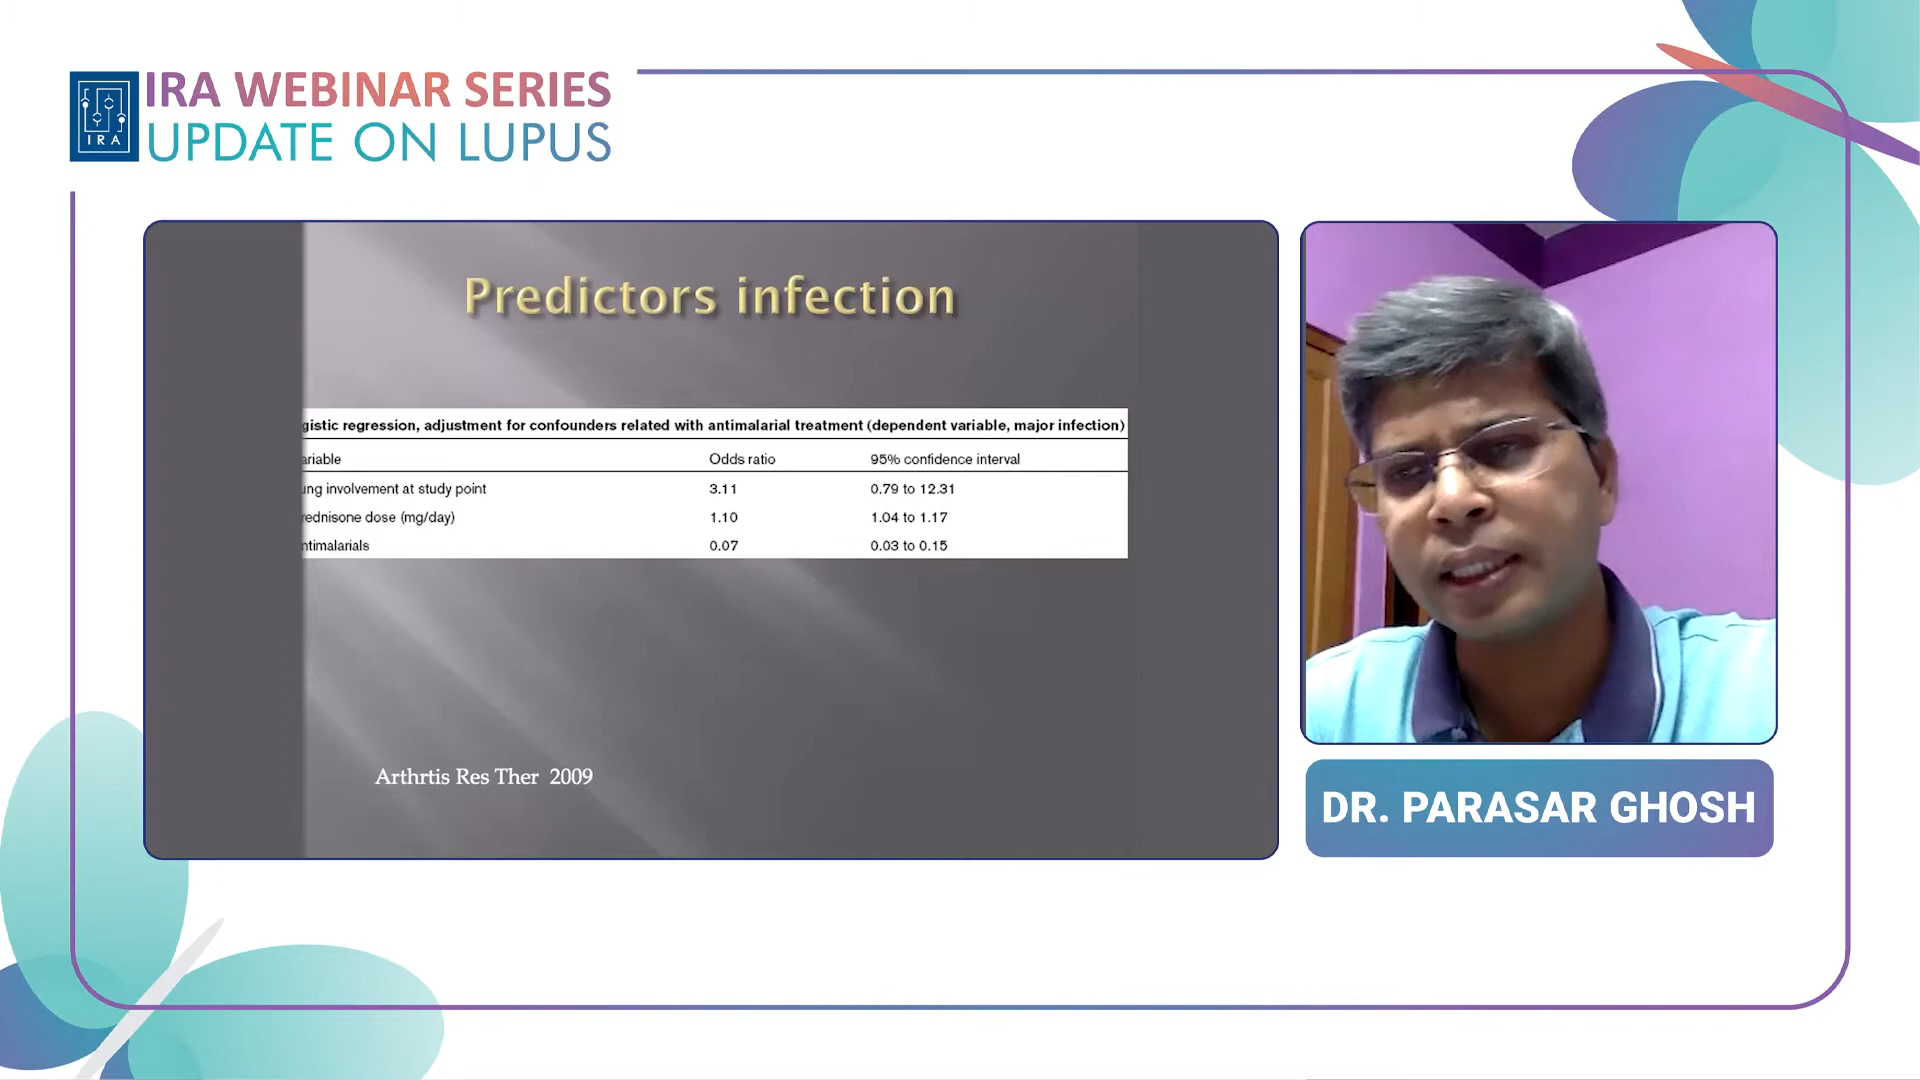 IRA WEBINAR SERIES
UPDATE ON LUPUS
IRA
Predictors infection
gistic regression, adjustment for confounders related with antimalarial treatment (dependent variable, major infection)
ariable Odds ratio 95% confidence interval
ung involvement at study point 3.11 0.79 to 12.31
rednisone dose (mg/day) 1.10 1.04 to 1.17
ntimalarials 0.07 0.03 to 0.15
Arthrtis Res Ther 2009
DR. PARASAR GHOSH